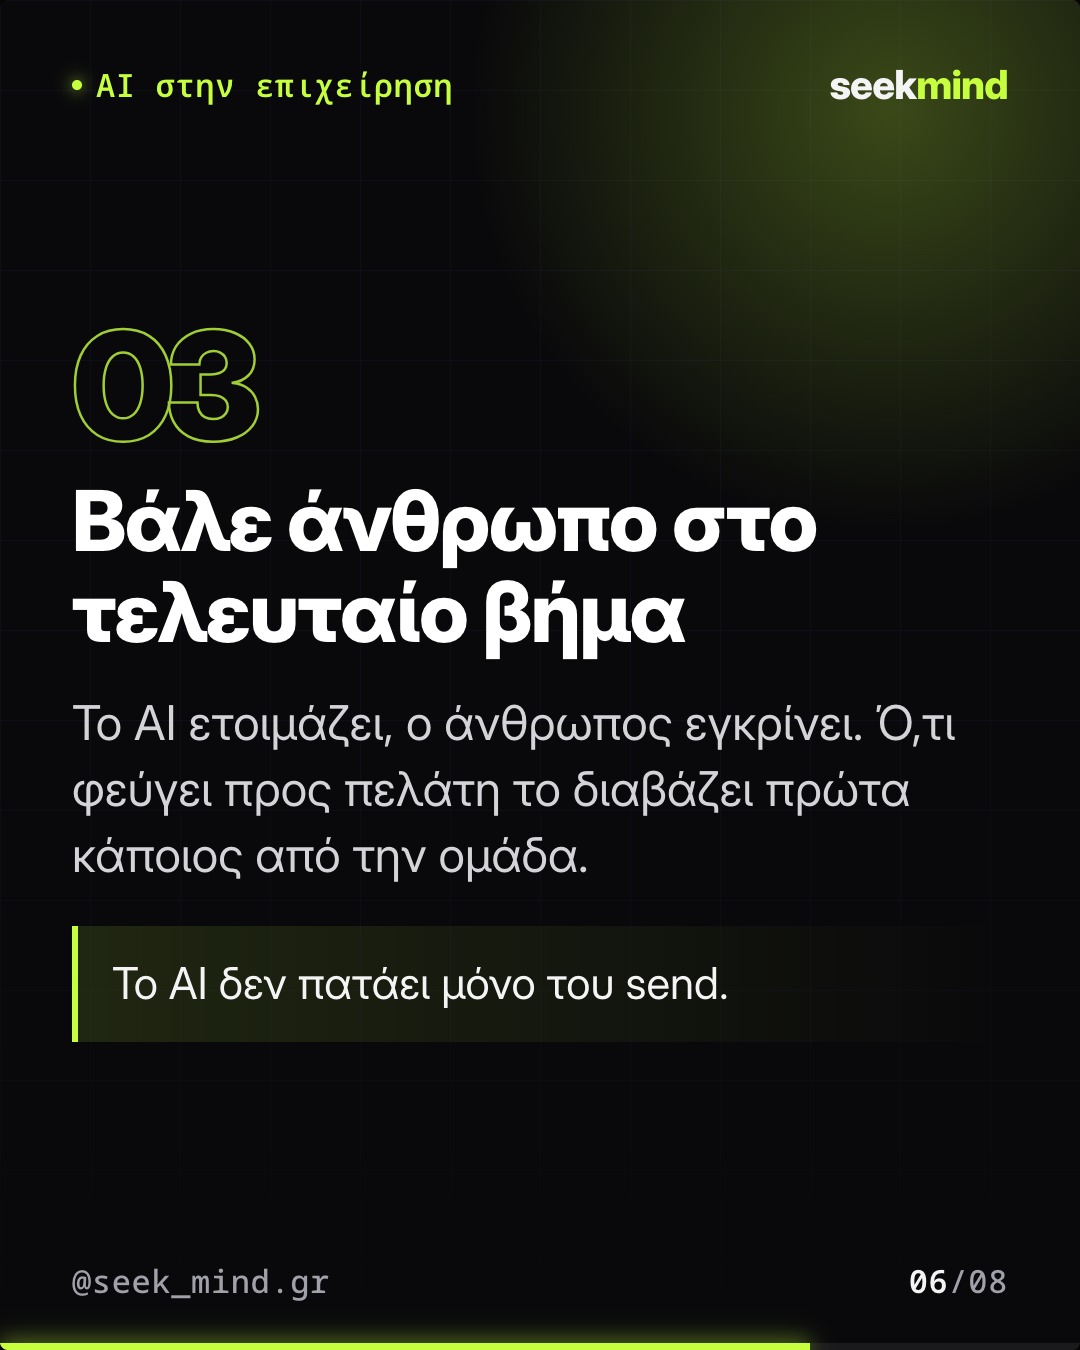 • AI στην επιχείρηση
seekmind
03
Βάλε άνθρωπο στο
τελευταίο βήμα
Το AI ετοιμάζει, ο άνθρωπος εγκρίνει. Ό,τι
φεύγει προς πελάτη το διαβάζει πρώτα
κάποιος από την ομάδα.
Το AI δεν πατάει μόνο του send.
@seek_mind.gr
06/08